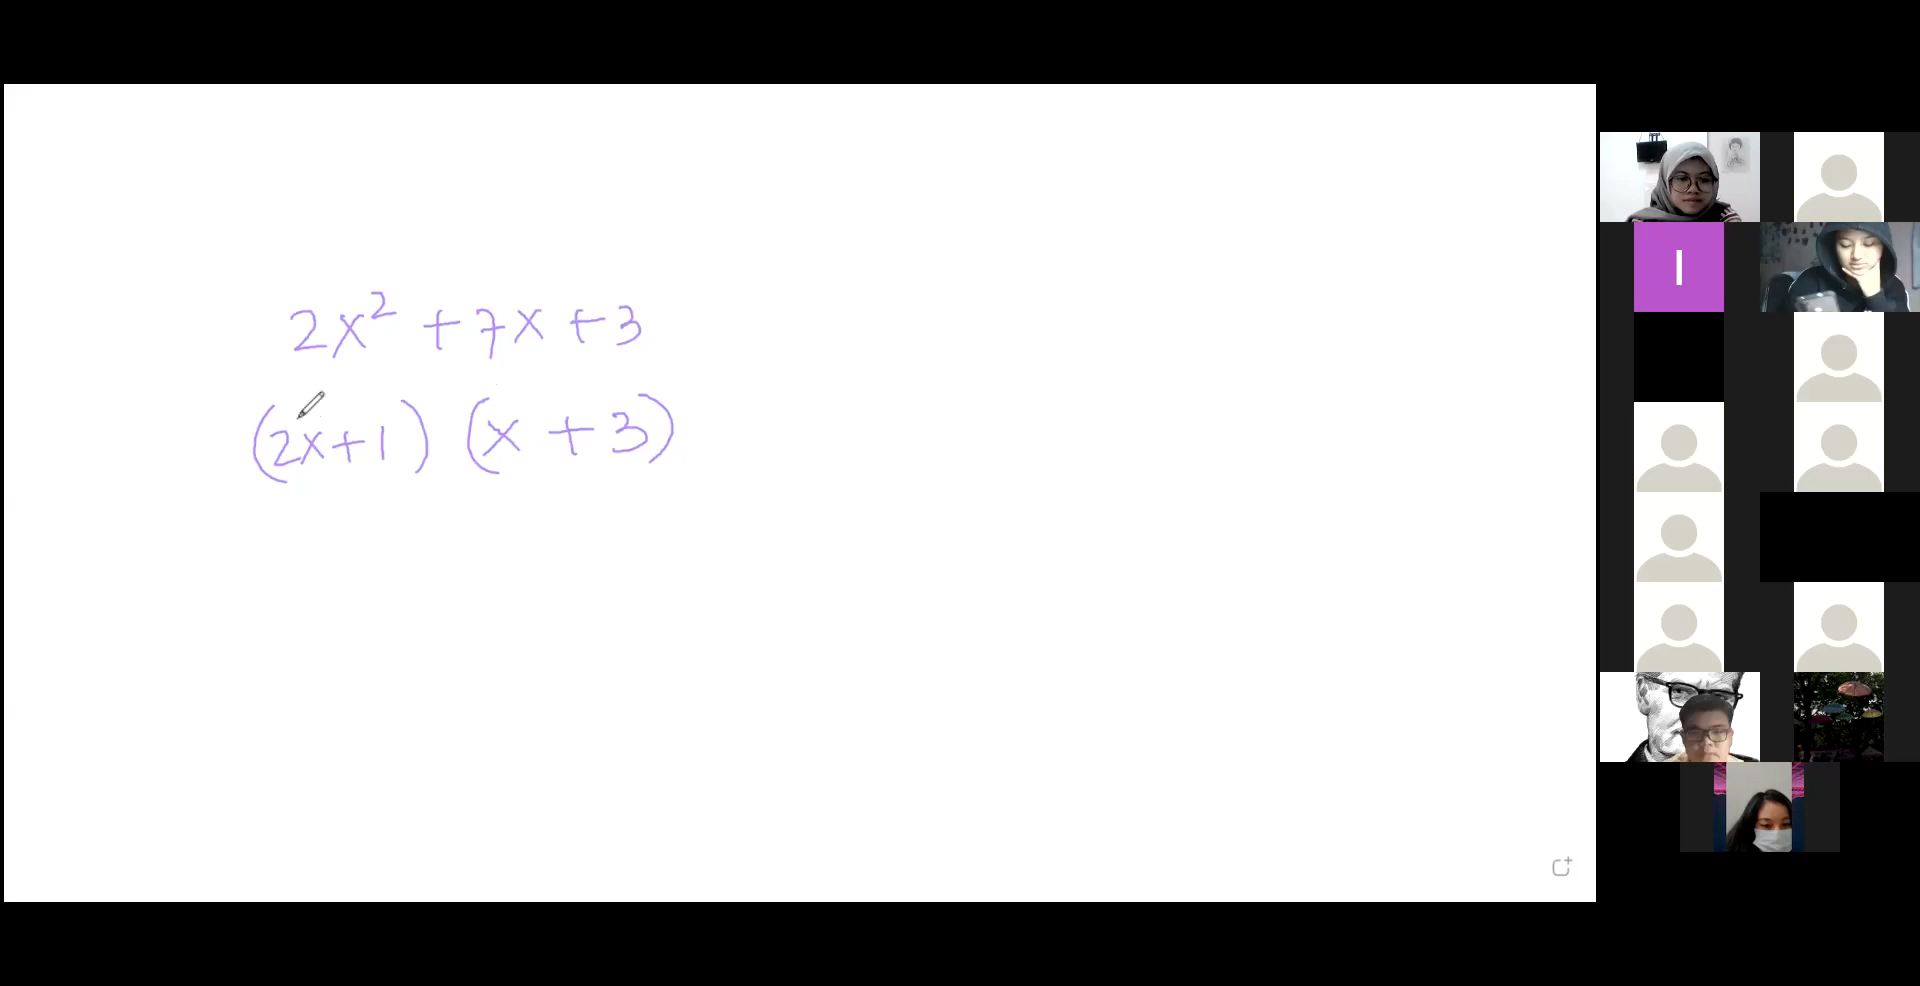 2x² + 7x + 3
(2x+1) (x + 3)
I